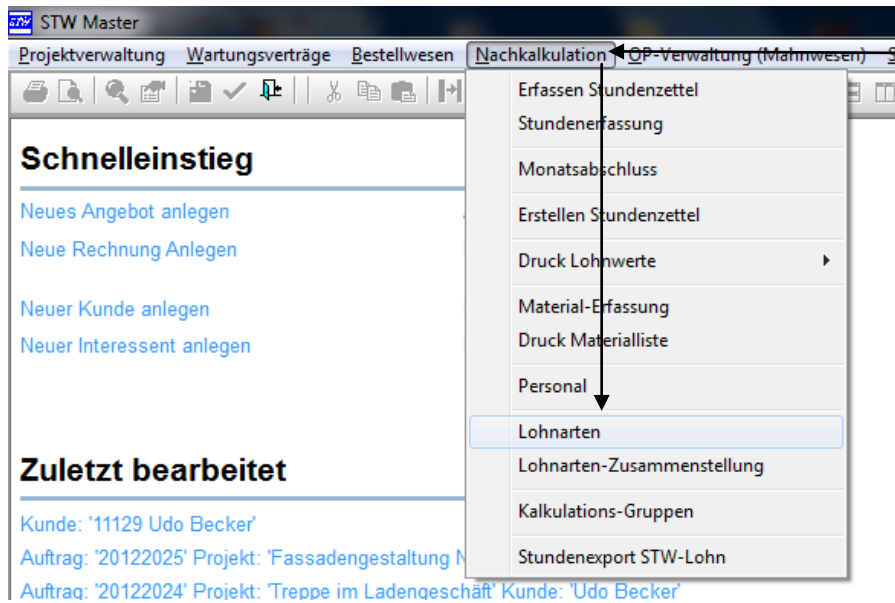 STW STW Master
Projektverwaltung Wartungsverträge Bestellwesen Nachkalkulation OP-Verwaltung (Mahnwesen)
Erfassen Stundenzettel
Stundenerfassung
Schnelleinstieg
Monatsabschluss
Neues Angebot anlegen
Erstellen Stundenzettel
Neue Rechnung Anlegen
Druck Lohnwerte
Neuer Kunde anlegen
Material-Erfassung
Neuer Interessent anlegen
Druck Materialliste
Personal
Lohnarten
Zuletzt bearbeitet
Lohnarten-Zusammenstellung
Kunde: '11129 Udo Becker'
Kalkulations-Gruppen
Auftrag: '20122025' Projekt: 'Fassadengestaltung N
Stundenexport STW-Lohn
Auftrag: '20122024' Projekt: 'Treppe im Ladengeschäft' Kunde: 'Udo Becker'